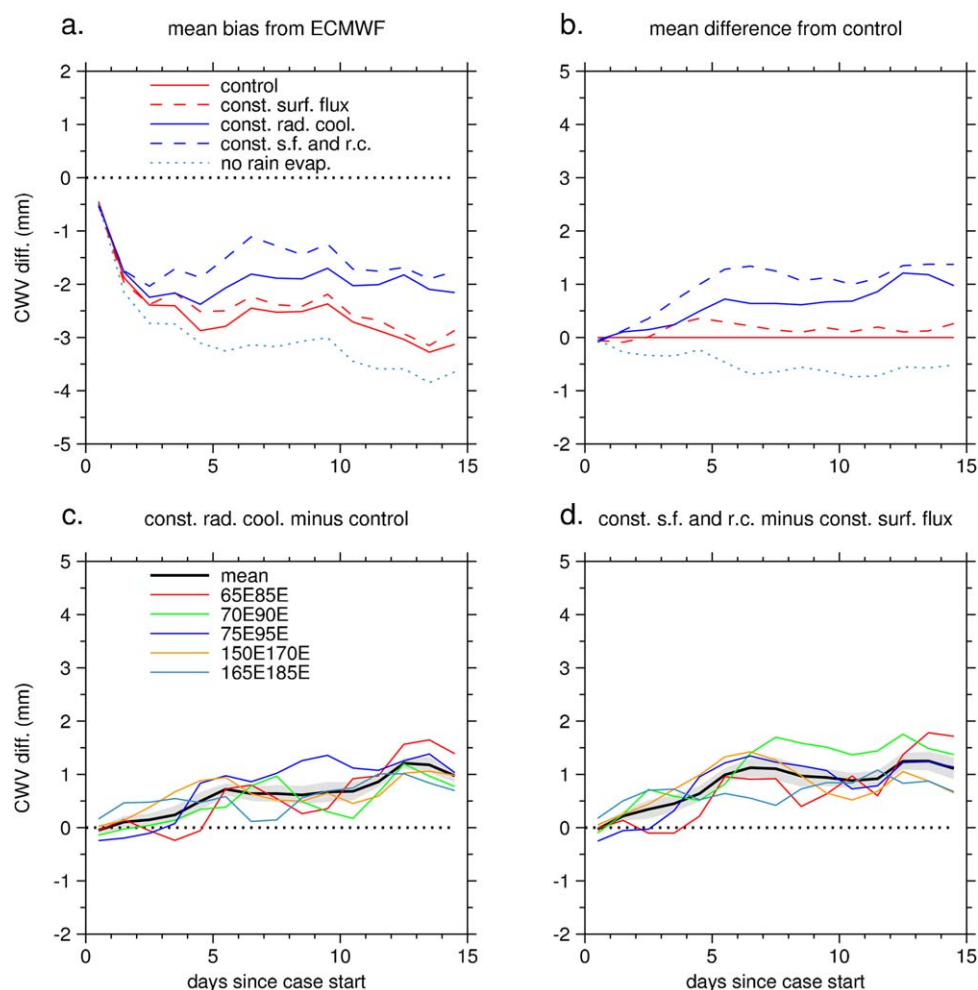 a. mean bias from ECMWF
2
1
0
-1
-2
-3
-4
-5
CWV diff. (mm)
control
const. surf. flux
const. rad. cool.
const. s.f. and r.c.
no rain evap.
0 5 10 15
b. mean difference from control
5
4
3
2
1
0
-1
-2
0 5 10 15
c. const. rad. cool. minus control
5
4
3
2
1
0
-1
-2
CWV diff. (mm)
mean
65E85E
70E90E
75E95E
150E170E
165E185E
0 5 10 15
days since case start
d. const. s.f. and r.c. minus const. surf. flux
5
4
3
2
1
0
-1
-2
0 5 10 15
days since case start